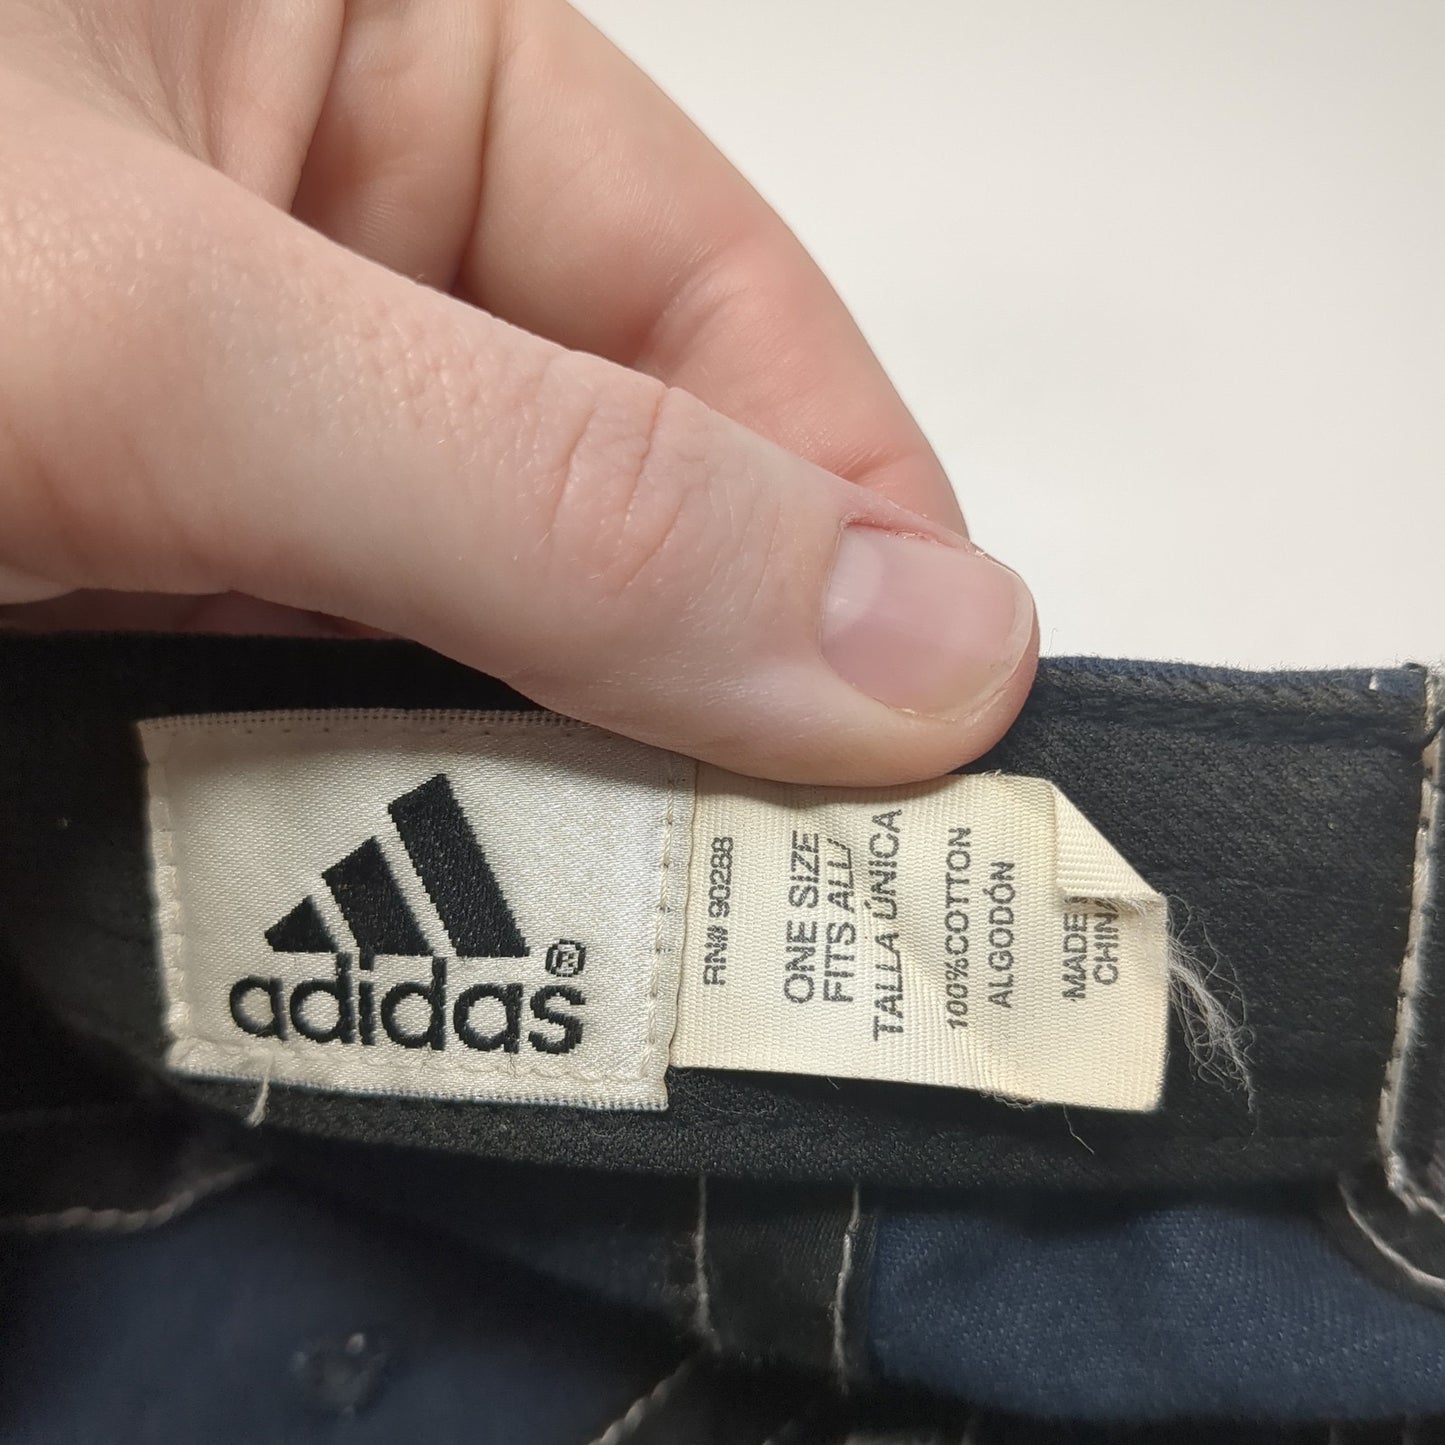 adidas®
RN# 90288
ONE SIZE
FITS ALL/
TALLA ÚNICA
100%COTTON
ALGODÓN
MADE
CHINA